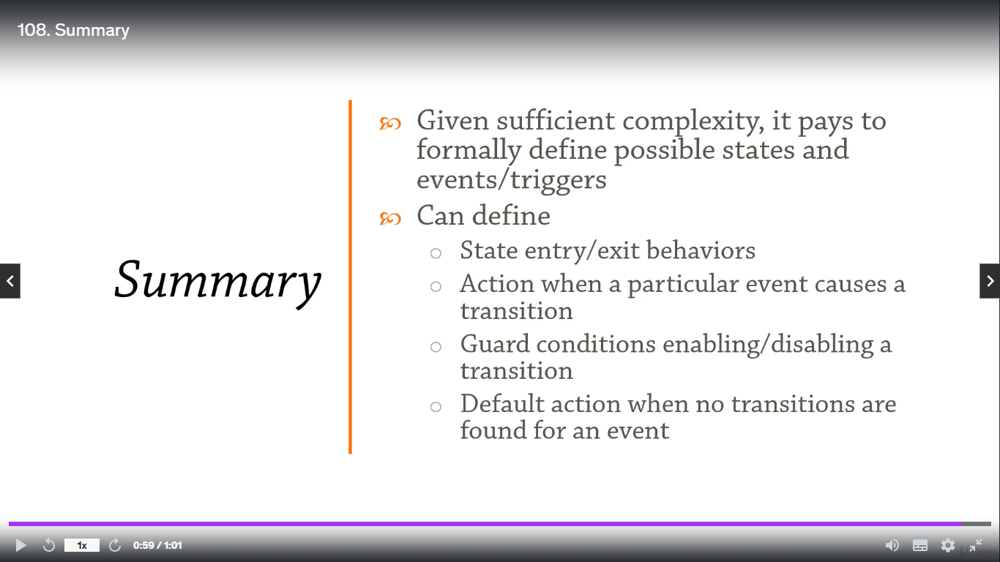 108. Summary
Summary
Given sufficient complexity, it pays to
formally define possible states and
events/triggers
Can define
State entry/exit behaviors
Action when a particular event causes a
transition
Guard conditions enabling/disabling a
transition
Default action when no transitions are
found for an event
1x
0:59 / 1:01